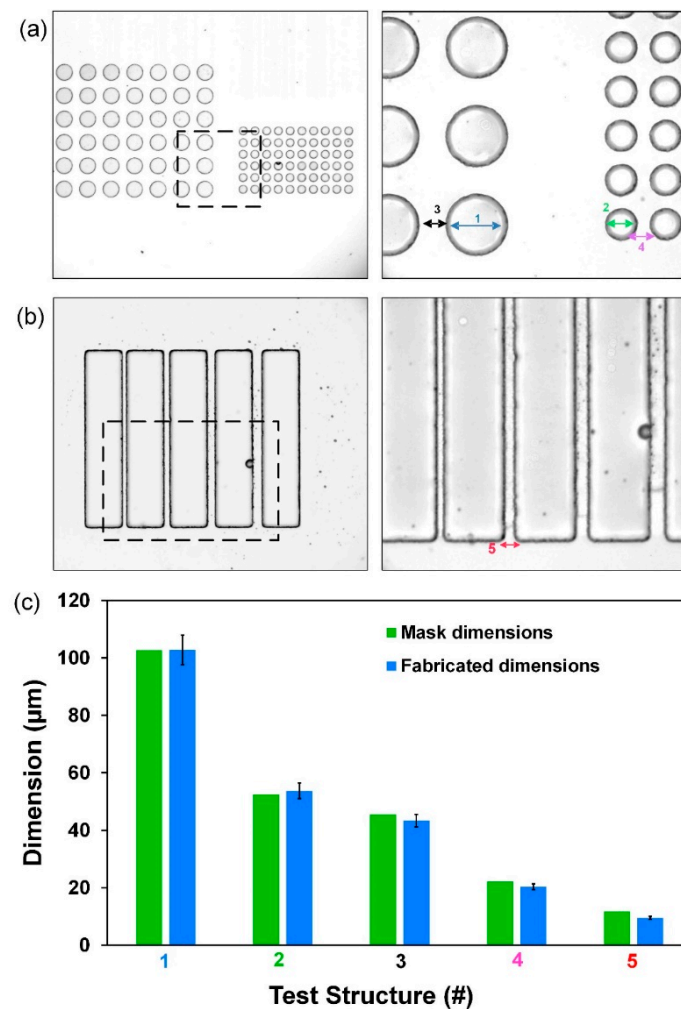 (a)
3
1
2
4
(b)
5
(c)
120
Mask dimensions
100
Fabricated dimensions
80
60
40
20
0
Dimension (µm)
1 2 3 4 5
Test Structure (#)